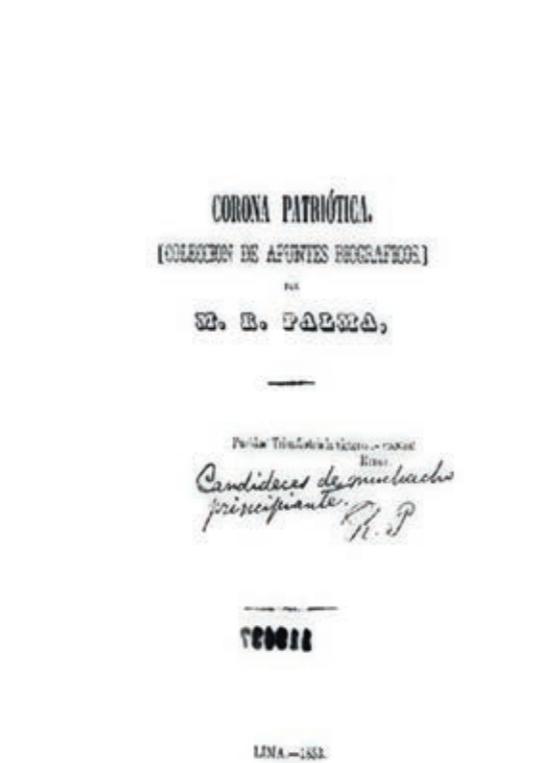 CORONA PATRIÓTICA.
[COLECCION DE APUNTES BIOGRAFICOS]
POR
M. R. PALMA,
Candideces de muchacho
principiante.
R. P
LIMA.—1853.